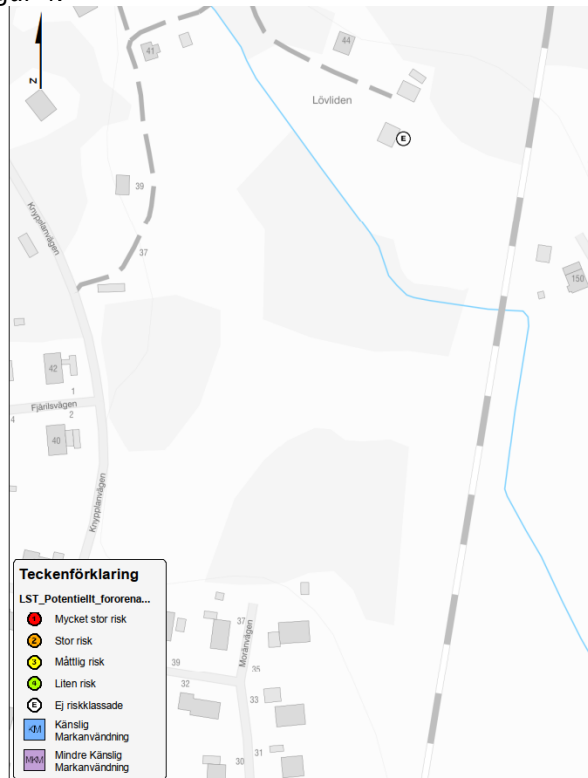 N
41
44
Lövliden
E
39
Knypplanvägen
37
150
42
1
Fjärilsvägen
4
2
40
Knypplanvägen
37
Moränvägen
39
35
32
33
31
30
Teckenförklaring
LST_Potentiellt_fororena...
1 Mycket stor risk
2 Stor risk
3 Måttlig risk
4 Liten risk
E Ej riskklassade
KM Känslig
Markanvändning
MKM Mindre Känslig
Markanvändning